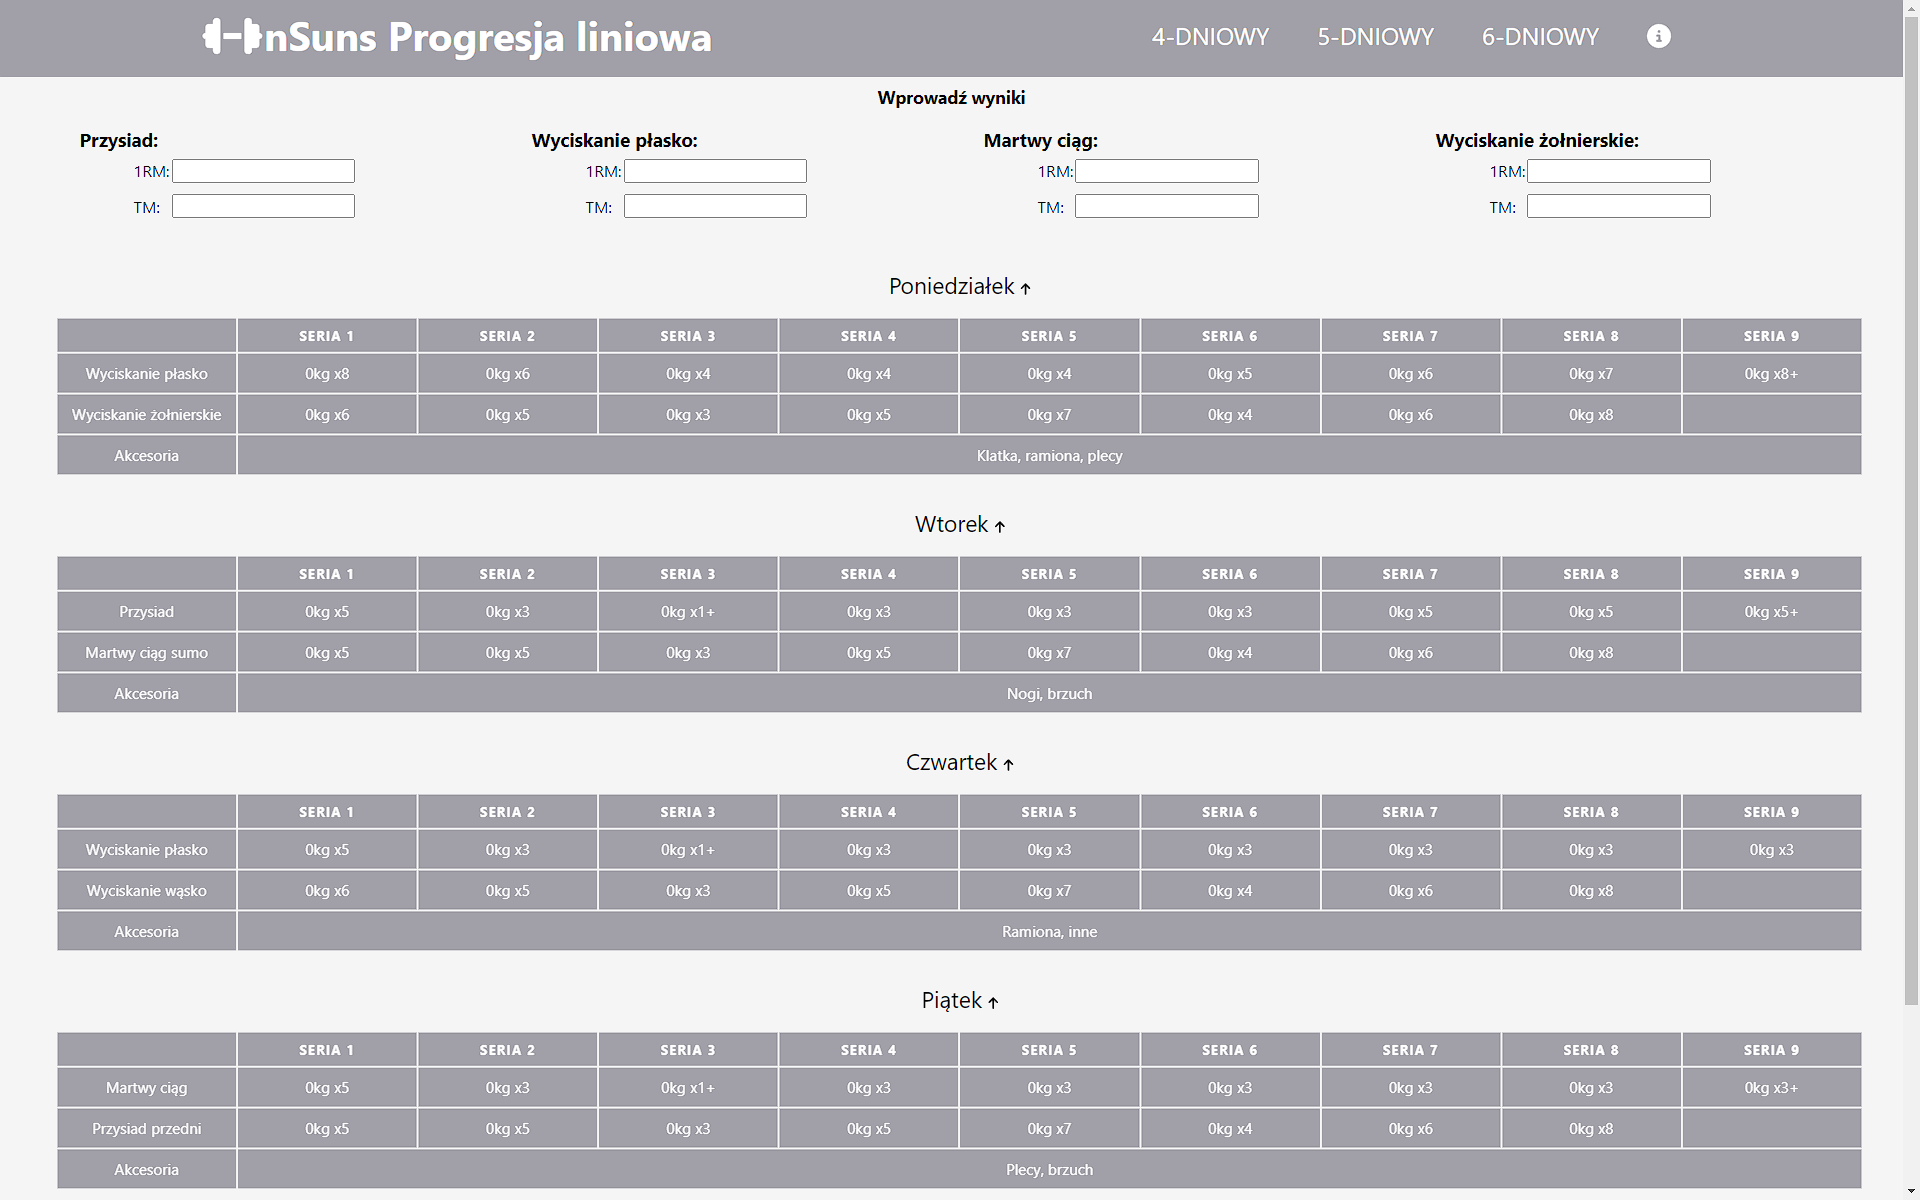 nSuns Progresja liniowa 4-DNIOWY 5-DNIOWY 6-DNIOWY
Wprowadź wyniki
Przysiad: Wyciskanie płasko: Martwy ciąg: Wyciskanie żołnierskie:
1RM: 1RM: 1RM: 1RM:
TM: TM: TM: TM:
Poniedziałek ↑
SERIA 1 SERIA 2 SERIA 3 SERIA 4 SERIA 5 SERIA 6 SERIA 7 SERIA 8 SERIA 9
Wyciskanie płasko 0kg x8 0kg x6 0kg x4 0kg x4 0kg x4 0kg x5 0kg x6 0kg x7 0kg x8+
Wyciskanie żołnierskie 0kg x6 0kg x5 0kg x3 0kg x5 0kg x7 0kg x4 0kg x6 0kg x8
Akcesoria Klatka, ramiona, plecy
Wtorek ↑
SERIA 1 SERIA 2 SERIA 3 SERIA 4 SERIA 5 SERIA 6 SERIA 7 SERIA 8 SERIA 9
Przysiad 0kg x5 0kg x3 0kg x1+ 0kg x3 0kg x3 0kg x3 0kg x5 0kg x5 0kg x5+
Martwy ciąg sumo 0kg x5 0kg x5 0kg x3 0kg x5 0kg x7 0kg x4 0kg x6 0kg x8
Akcesoria Nogi, brzuch
Czwartek ↑
SERIA 1 SERIA 2 SERIA 3 SERIA 4 SERIA 5 SERIA 6 SERIA 7 SERIA 8 SERIA 9
Wyciskanie płasko 0kg x5 0kg x3 0kg x1+ 0kg x3 0kg x3 0kg x3 0kg x3 0kg x3 0kg x3
Wyciskanie wąsko 0kg x6 0kg x5 0kg x3 0kg x5 0kg x7 0kg x4 0kg x6 0kg x8
Akcesoria Ramiona, inne
Piątek ↑
SERIA 1 SERIA 2 SERIA 3 SERIA 4 SERIA 5 SERIA 6 SERIA 7 SERIA 8 SERIA 9
Martwy ciąg 0kg x5 0kg x3 0kg x1+ 0kg x3 0kg x3 0kg x3 0kg x3 0kg x3 0kg x3+
Przysiad przedni 0kg x5 0kg x5 0kg x3 0kg x5 0kg x7 0kg x4 0kg x6 0kg x8
Akcesoria Plecy, brzuch